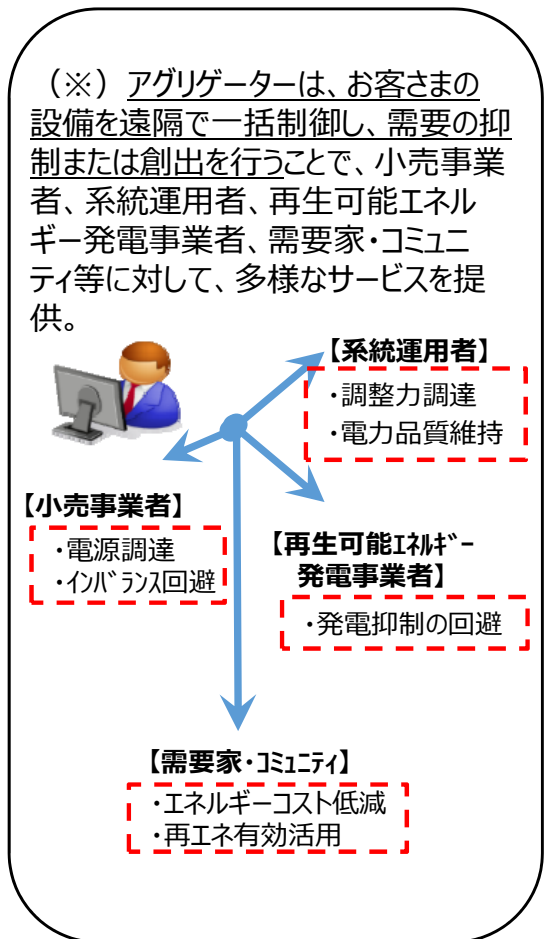 （※）アグリゲーターは、お客さまの
設備を遠隔で一括制御し、需要の抑
制または創出を行うことで、小売事業
者、系統運用者、再生可能エネル
ギー発電事業者、需要家・コミュニ
ティ等に対して、多様なサービスを提
供。
【系統運用者】
・調整力調達
・電力品質維持
【小売事業者】
・電源調達
・ｲﾝﾊﾞﾗﾝｽ回避
【再生可能ｴﾈﾙｷﾞｰ
発電事業者】
・発電抑制の回避
【需要家・ｺﾐｭﾆﾃｨ】
・エネルギーコスト低減
・再エネ有効活用